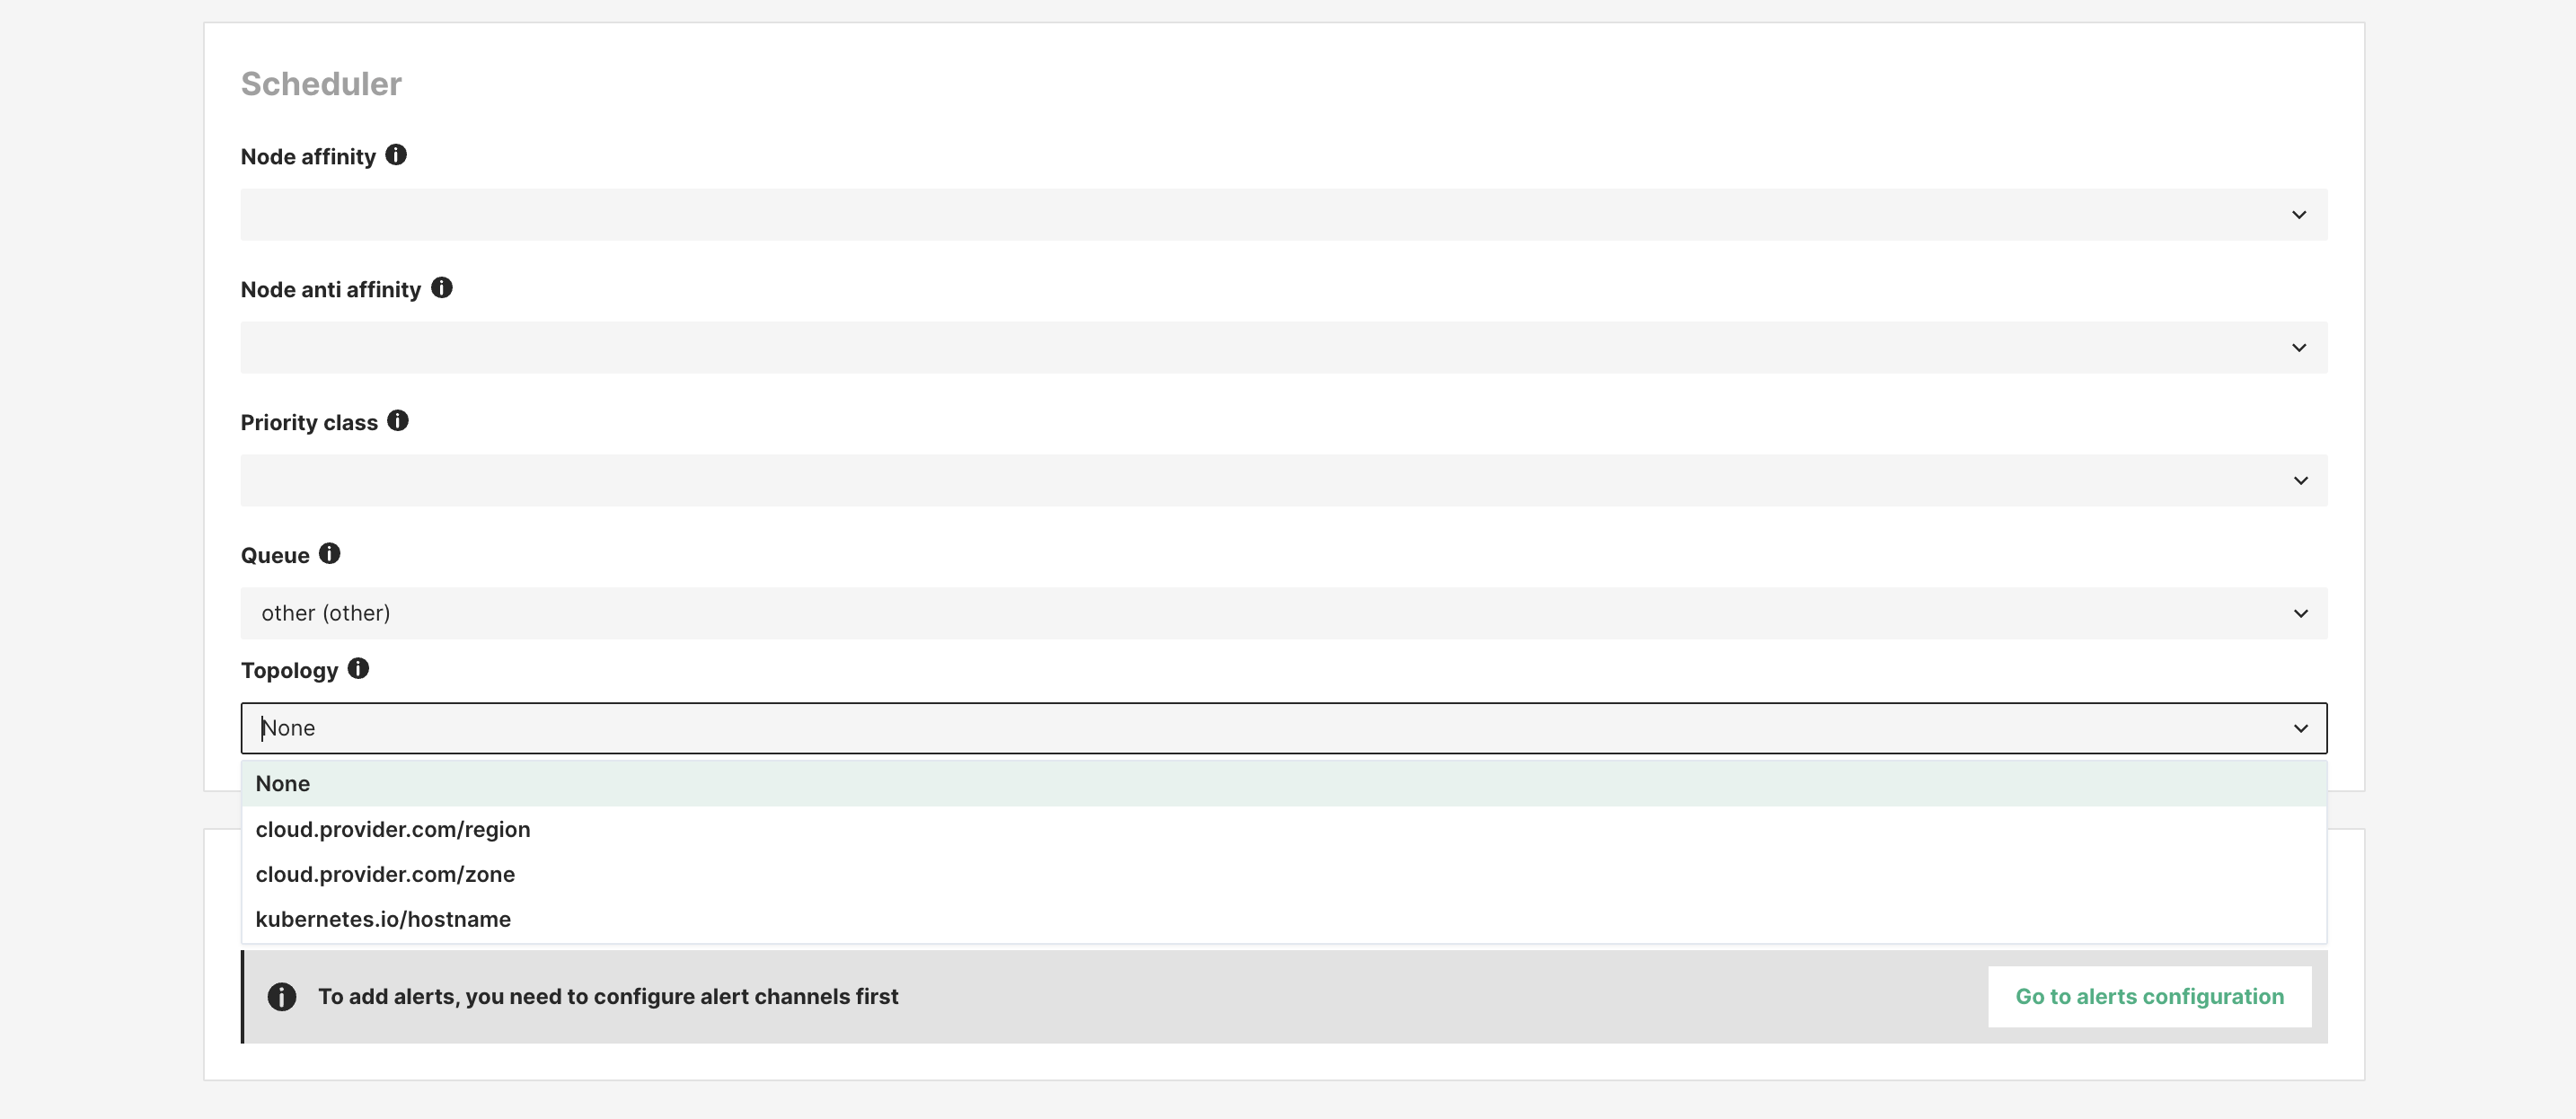 Scheduler
Node affinity
Node anti affinity
Priority class
Queue
other (other)
Topology
None
None
cloud.provider.com/region
cloud.provider.com/zone
kubernetes.io/hostname
To add alerts, you need to configure alert channels first
Go to alerts configuration